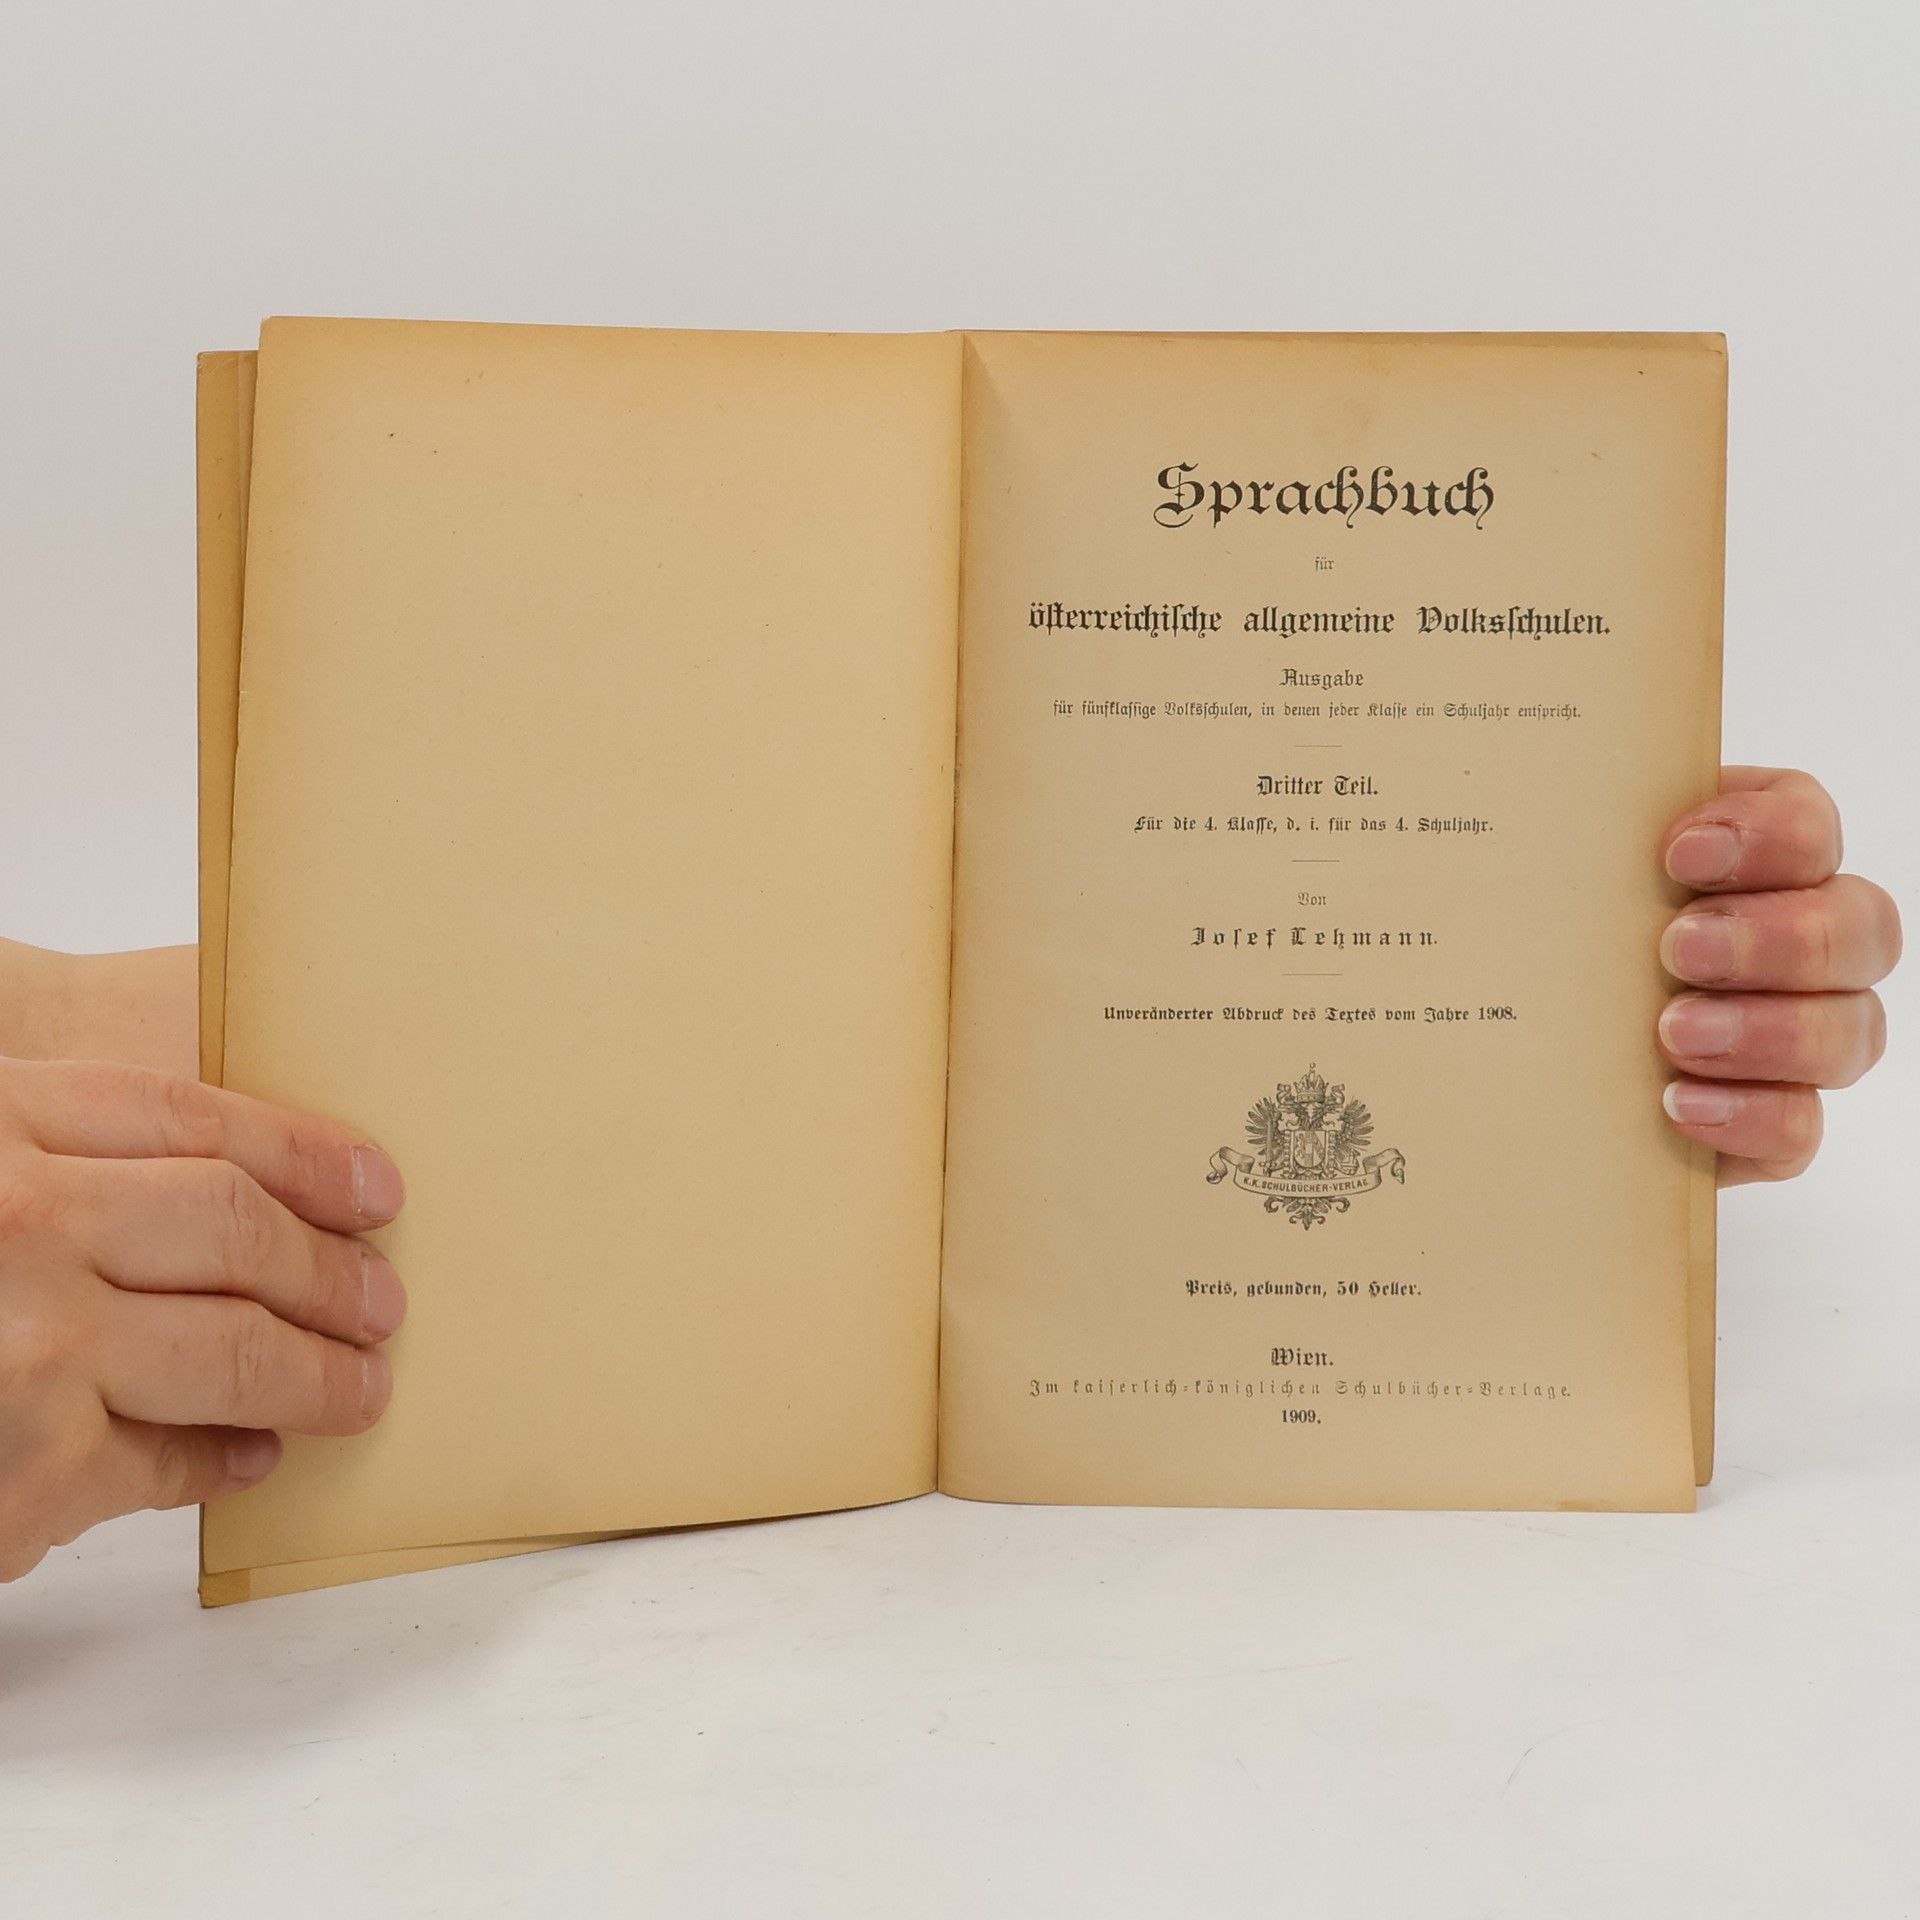 Sprachbuch
für
österreichische allgemeine Volksschulen.
Ausgabe
für fünfklassige Volksschulen, in denen jeder Klasse ein Schuljahr entspricht.
Dritter Teil.
Für die 4. Klasse, d. i. für das 4. Schuljahr.
Von
Josef Lehmann.
Unveränderter Abdruck des Textes vom Jahre 1908.
K.K. SCHULBÜCHER-VERLAG
Preis, gebunden, 50 Heller.
Wien.
Im kaiserlich-königlichen Schulbücher-Verlage.
1909.